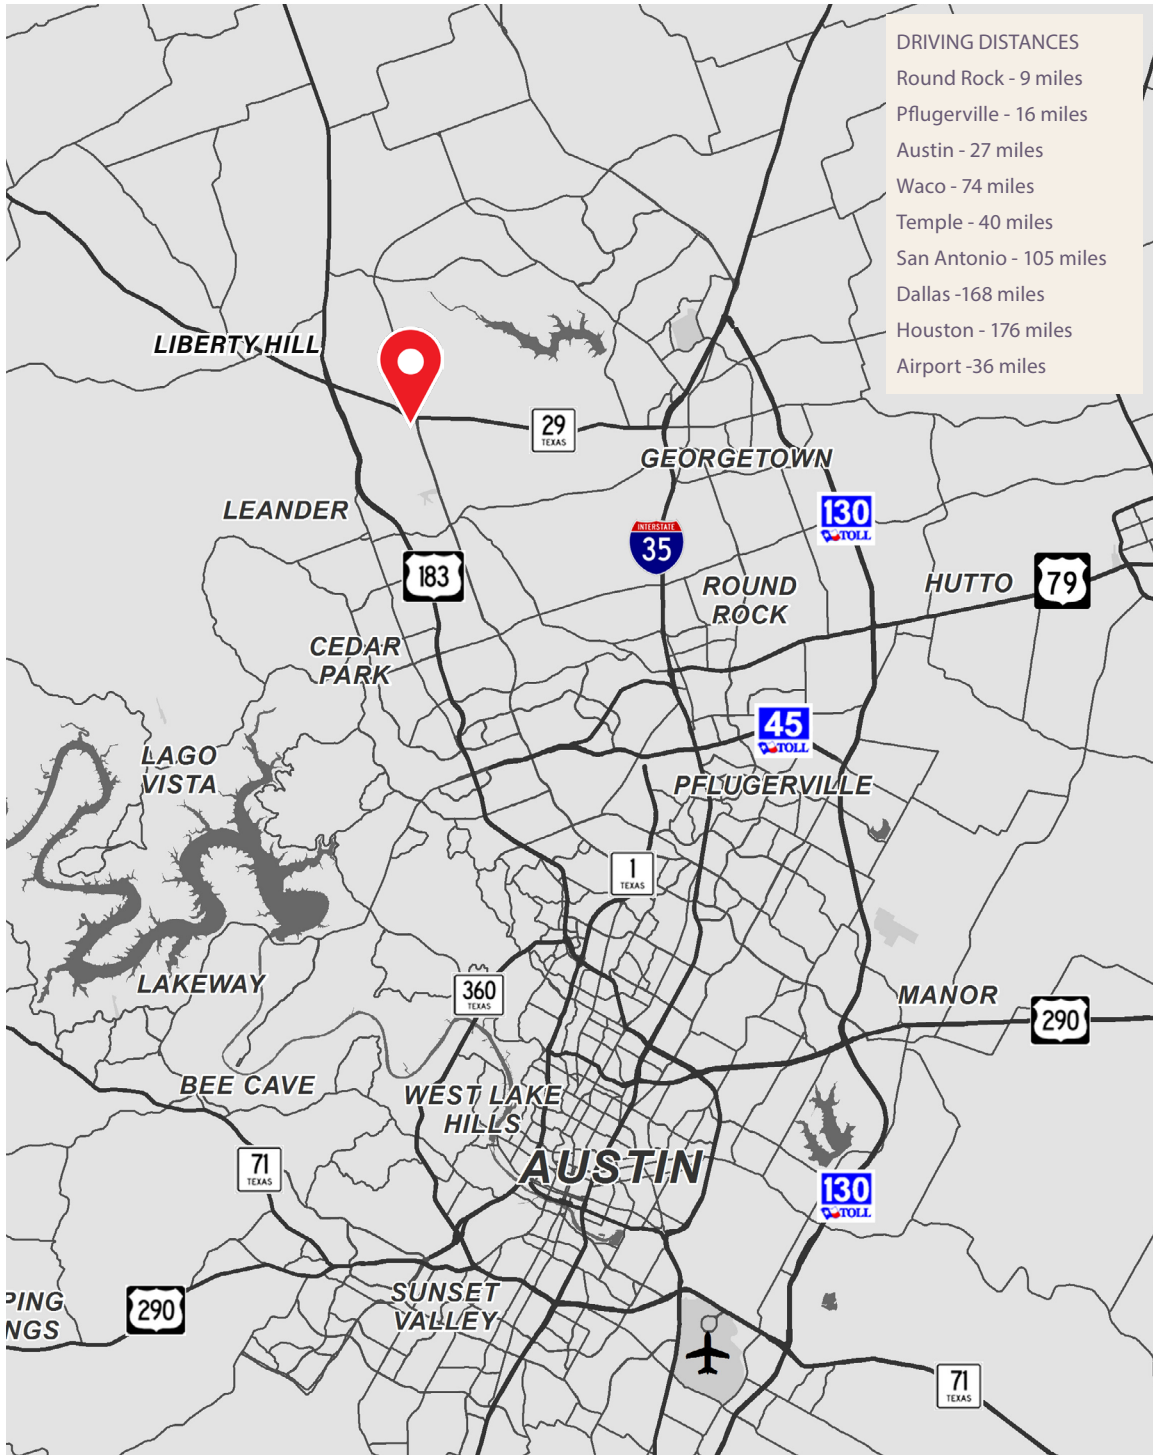 DRIVING DISTANCES
Round Rock - 9 miles
Pflugerville - 16 miles
Austin - 27 miles
Waco - 74 miles
Temple - 40 miles
San Antonio - 105 miles
Dallas -168 miles
Houston - 176 miles
Airport -36 miles
LIBERTY HILL
29
TEXAS
GEORGETOWN
LEANDER
130
TOLL
INTERSTATE
35
183
ROUND
ROCK
HUTTO
79
CEDAR
PARK
45
TOLL
LAGO
VISTA
PFLUGERVILLE
1
TEXAS
LAKEWAY
360
TEXAS
MANOR
290
BEE CAVE
WEST LAKE
HILLS
AUSTIN
71
TEXAS
130
TOLL
PING
NGS
290
SUNSET
VALLEY
71
TEXAS